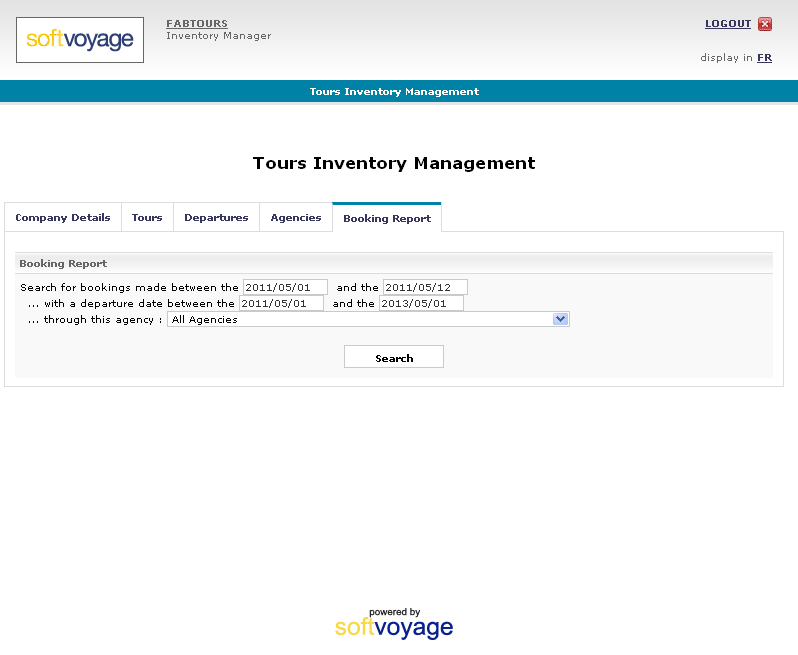 softvoyage
FABTOURS
Inventory Manager
LOGOUT
display in FR
Tours Inventory Management
Tours Inventory Management
Company Details Tours Departures Agencies Booking Report
Booking Report
Search for bookings made between the 2011/05/01 and the 2011/05/12
... with a departure date between the 2011/05/01 and the 2013/05/01
... through this agency : All Agencies
Search
powered by
softvoyage